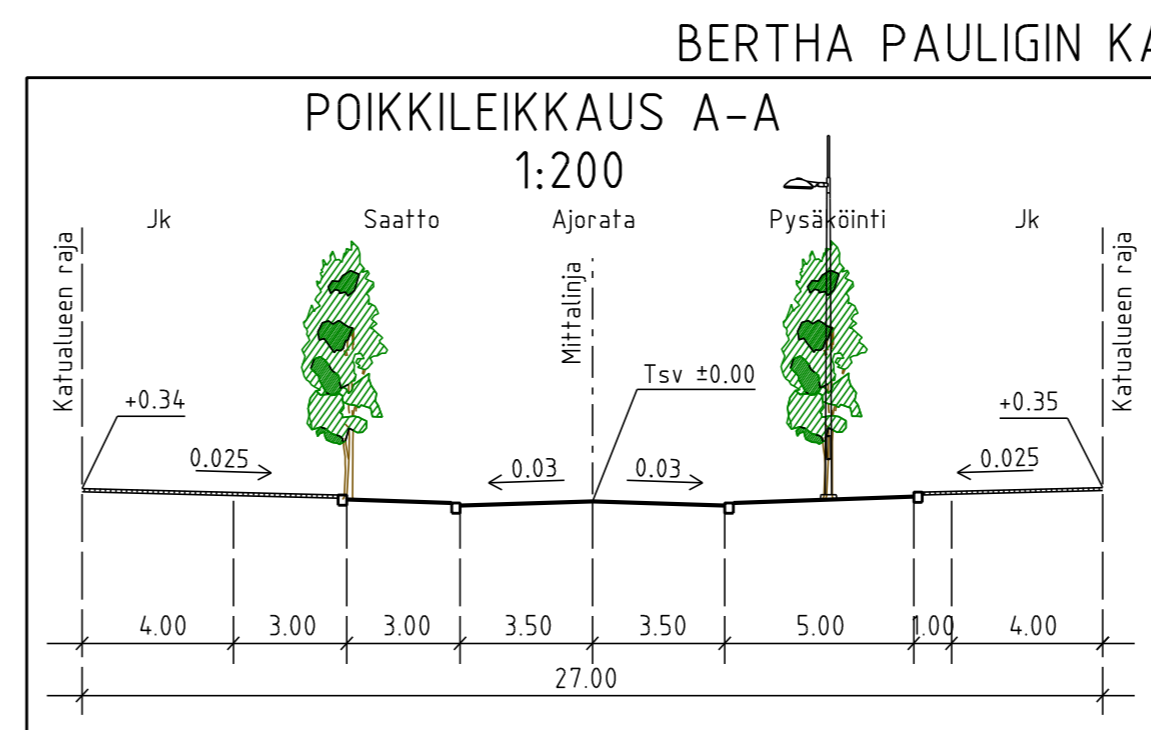 BERTHA PAULIGIN KA
POIKKILEIKKAUS A-A
1:200
Jk Saatto Ajorata Pysäköinti Jk
Katualueen raja
Mittalinja
Katualueen raja
Tsv ±0.00
+0.34 +0.35
0.025 0.03 0.03 0.025
4.00 3.00 3.00 3.50 3.50 5.00 1.00 4.00
27.00